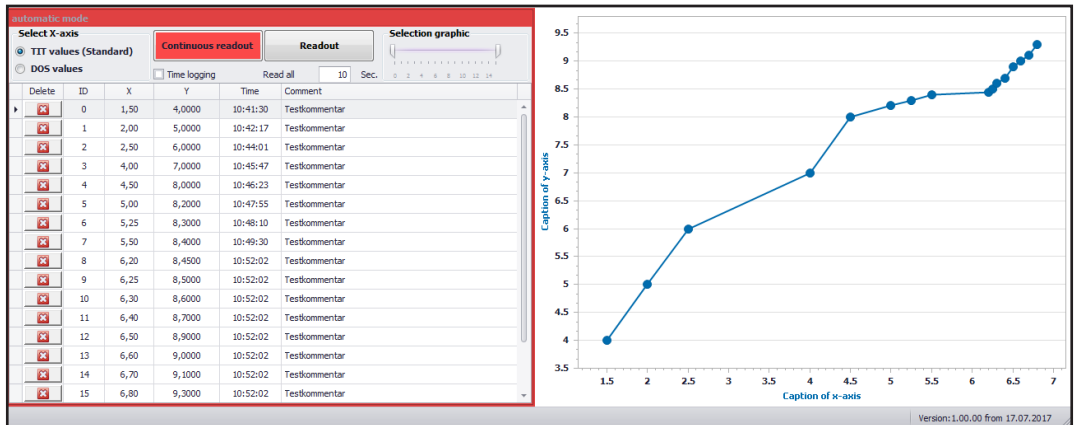 automatic mode
Select X-axis
TIT values (Standard)
DOS values
Continuous readout
Readout
Time logging
Read all 10 Sec.
Selection graphic
0 2 4 6 8 10 12 14
Delete ID X Y Time Comment
0 1,50 4,0000 10:41:30 Testkommentar
1 2,00 5,0000 10:42:17 Testkommentar
2 2,50 6,0000 10:44:01 Testkommentar
3 4,00 7,0000 10:45:47 Testkommentar
4 4,50 8,0000 10:46:23 Testkommentar
5 5,00 8,2000 10:47:55 Testkommentar
6 5,25 8,3000 10:48:10 Testkommentar
7 5,50 8,4000 10:49:30 Testkommentar
8 6,20 8,4500 10:52:02 Testkommentar
9 6,25 8,5000 10:52:02 Testkommentar
10 6,30 8,6000 10:52:02 Testkommentar
11 6,40 8,7000 10:52:02 Testkommentar
12 6,50 8,9000 10:52:02 Testkommentar
13 6,60 9,0000 10:52:02 Testkommentar
14 6,70 9,1000 10:52:02 Testkommentar
15 6,80 9,3000 10:52:02 Testkommentar
Caption of y-axis
9.5
9
8.5
8
7.5
7
6.5
6
5.5
5
4.5
4
3.5
1.5 2 2.5 3 3.5 4 4.5 5 5.5 6 6.5 7
Caption of x-axis
Version:1.00.00 from 17.07.2017